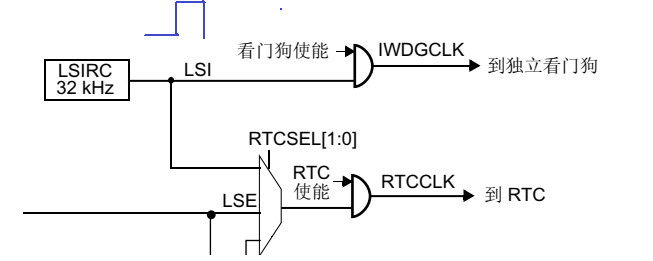 看门狗使能
IWDGCLK
到独立看门狗
LSIRC
32 kHz
LSI
RTCSEL[1:0]
RTC
使能
RTCCLK
到 RTC
LSE